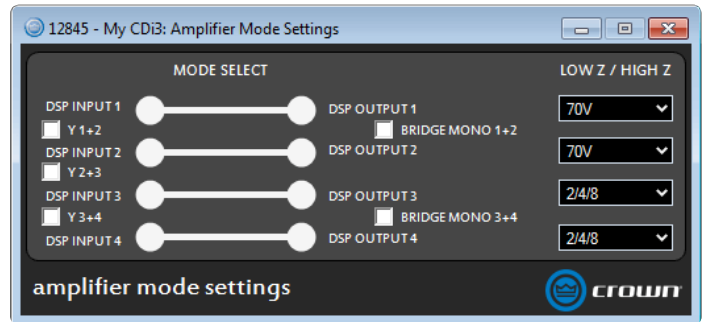 12845 - My CDi3: Amplifier Mode Settings
MODE SELECT LOW Z / HIGH Z
DSP INPUT 1 DSP OUTPUT 1 70V
Y 1+2 BRIDGE MONO 1+2
DSP INPUT 2 DSP OUTPUT 2 70V
Y 2+3
DSP INPUT 3 DSP OUTPUT 3 2/4/8
Y 3+4 BRIDGE MONO 3+4
DSP INPUT 4 DSP OUTPUT 4 2/4/8
amplifier mode settings crown